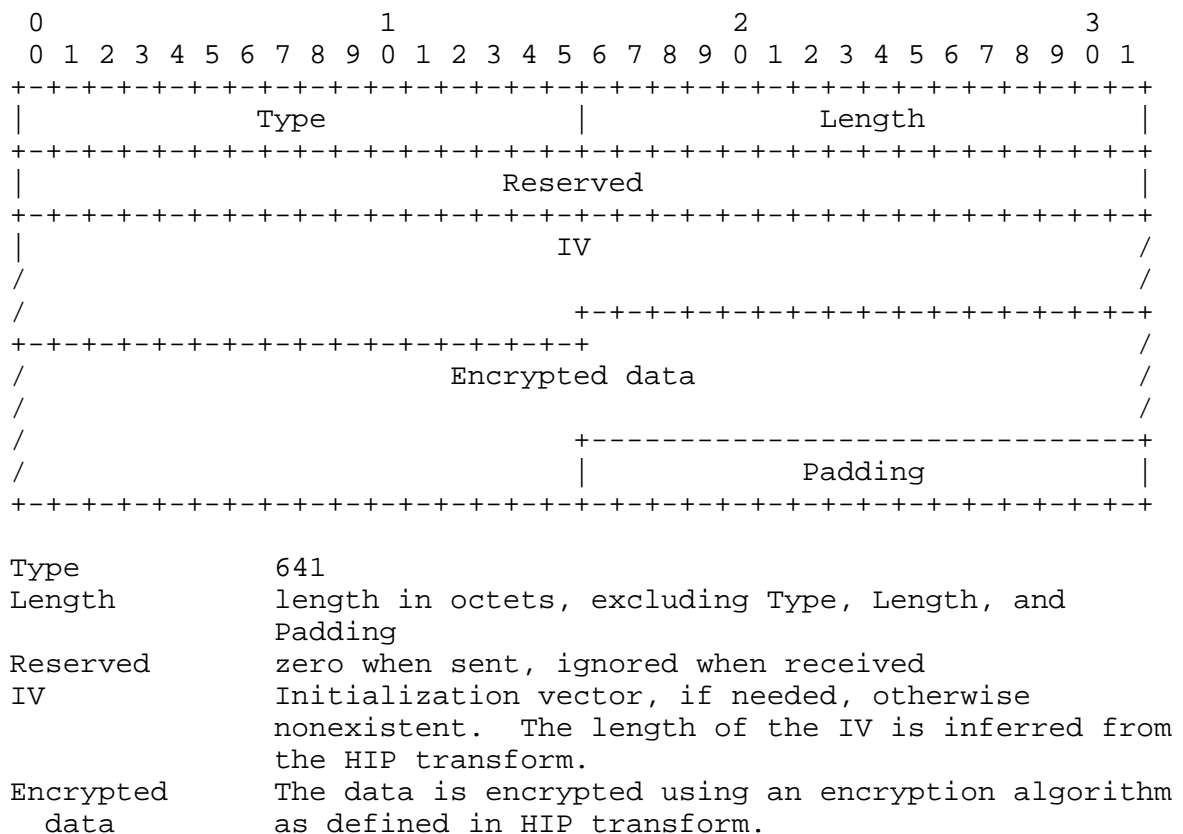 0                   1                   2                   3
 0 1 2 3 4 5 6 7 8 9 0 1 2 3 4 5 6 7 8 9 0 1 2 3 4 5 6 7 8 9 0 1
+-+-+-+-+-+-+-+-+-+-+-+-+-+-+-+-+-+-+-+-+-+-+-+-+-+-+-+-+-+-+-+-+
|             Type              |             Length            |
+-+-+-+-+-+-+-+-+-+-+-+-+-+-+-+-+-+-+-+-+-+-+-+-+-+-+-+-+-+-+-+-+
|                           Reserved                            |
+-+-+-+-+-+-+-+-+-+-+-+-+-+-+-+-+-+-+-+-+-+-+-+-+-+-+-+-+-+-+-+-+
|                              IV                               /
/                                                               /
/                               +-+-+-+-+-+-+-+-+-+-+-+-+-+-+-+-+
+-+-+-+-+-+-+-+-+-+-+-+-+-+-+-+-+                               /
/                        Encrypted data                         /
/                                                               /
/                               +-------------------------------+
/                               |            Padding            |
+-+-+-+-+-+-+-+-+-+-+-+-+-+-+-+-+-+-+-+-+-+-+-+-+-+-+-+-+-+-+-+-+
Type           641
Length         length in octets, excluding Type, Length, and
               Padding
Reserved       zero when sent, ignored when received
IV             Initialization vector, if needed, otherwise
               nonexistent.  The length of the IV is inferred from
               the HIP transform.
Encrypted      The data is encrypted using an encryption algorithm
  data         as defined in HIP transform.